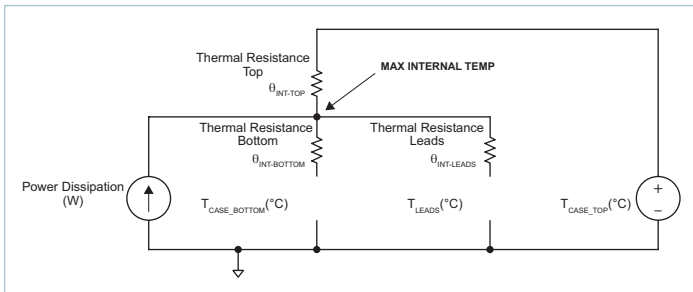 Thermal Resistance
Top
θINT-TOP
MAX INTERNAL TEMP
Thermal Resistance
Bottom
θINT-BOTTOM
Thermal Resistance
Leads
θINT-LEADS
Power Dissipation
(W)
TCASE_BOTTOM(°C)
TLEADS(°C)
TCASE_TOP(°C)
+
–